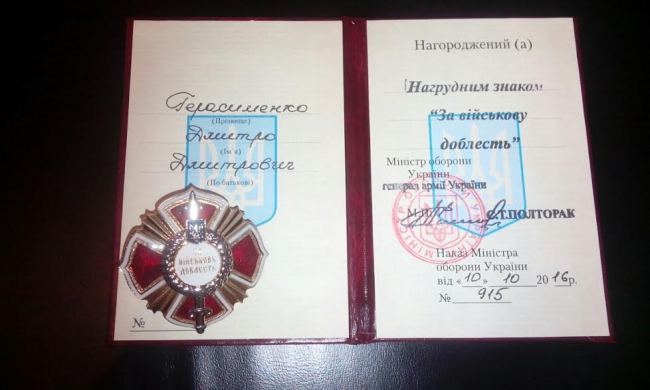 Герасименко
(Прізвище)
Дмитро
(Ім'я)
Дмитрович
(По батькові)
ВІЙСЬКОВУ
ДОБЛЕСТЬ
№
Нагороджений (а)
Нагрудним знаком
"За військову
доблесть"
Міністр оборони
України
генерал армії України
М.П. С.Т.ПОЛТОРАК
Наказ Міністра
оборони України
від «10» 10 2016р.
№ 915